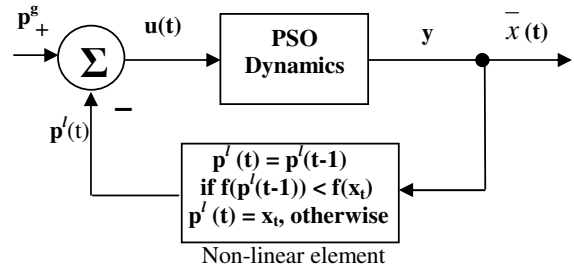 p^g
+
Σ
u(t)
PSO
Dynamics
y
x̄ (t)
−
p^l(t)
p^l (t) = p^l(t-1)
if f(p^l(t-1)) < f(x_t)
p^l (t) = x_t, otherwise
Non-linear element